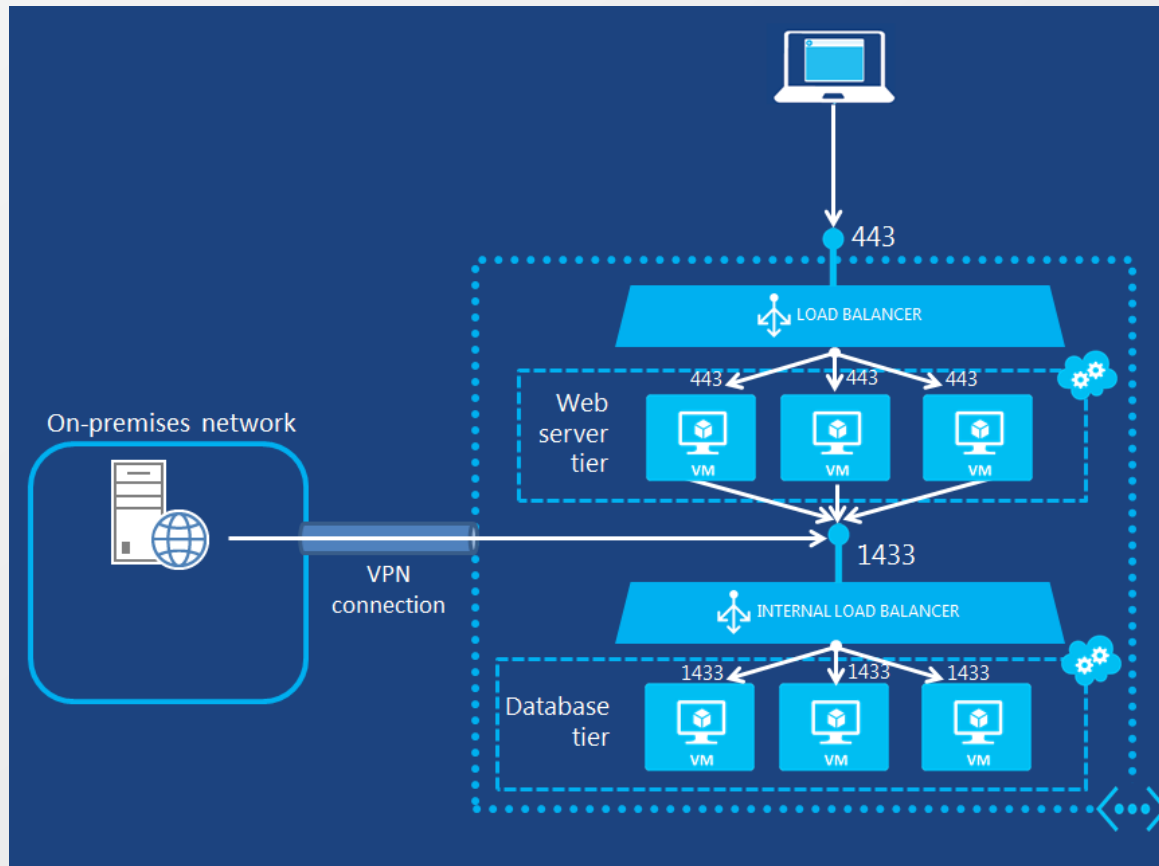 443
LOAD BALANCER
443
443
443
Web
server
tier
VM
VM
VM
On-premises network
VPN
connection
1433
INTERNAL LOAD BALANCER
1433
1433
1433
Database
tier
VM
VM
VM